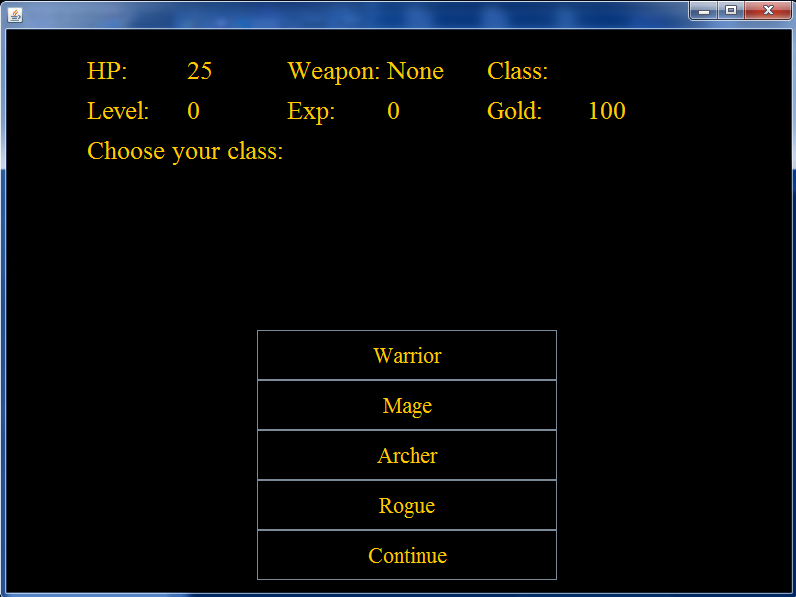 HP: 25 Weapon: None Class:
Level: 0 Exp: 0 Gold: 100
Choose your class:
Warrior
Mage
Archer
Rogue
Continue